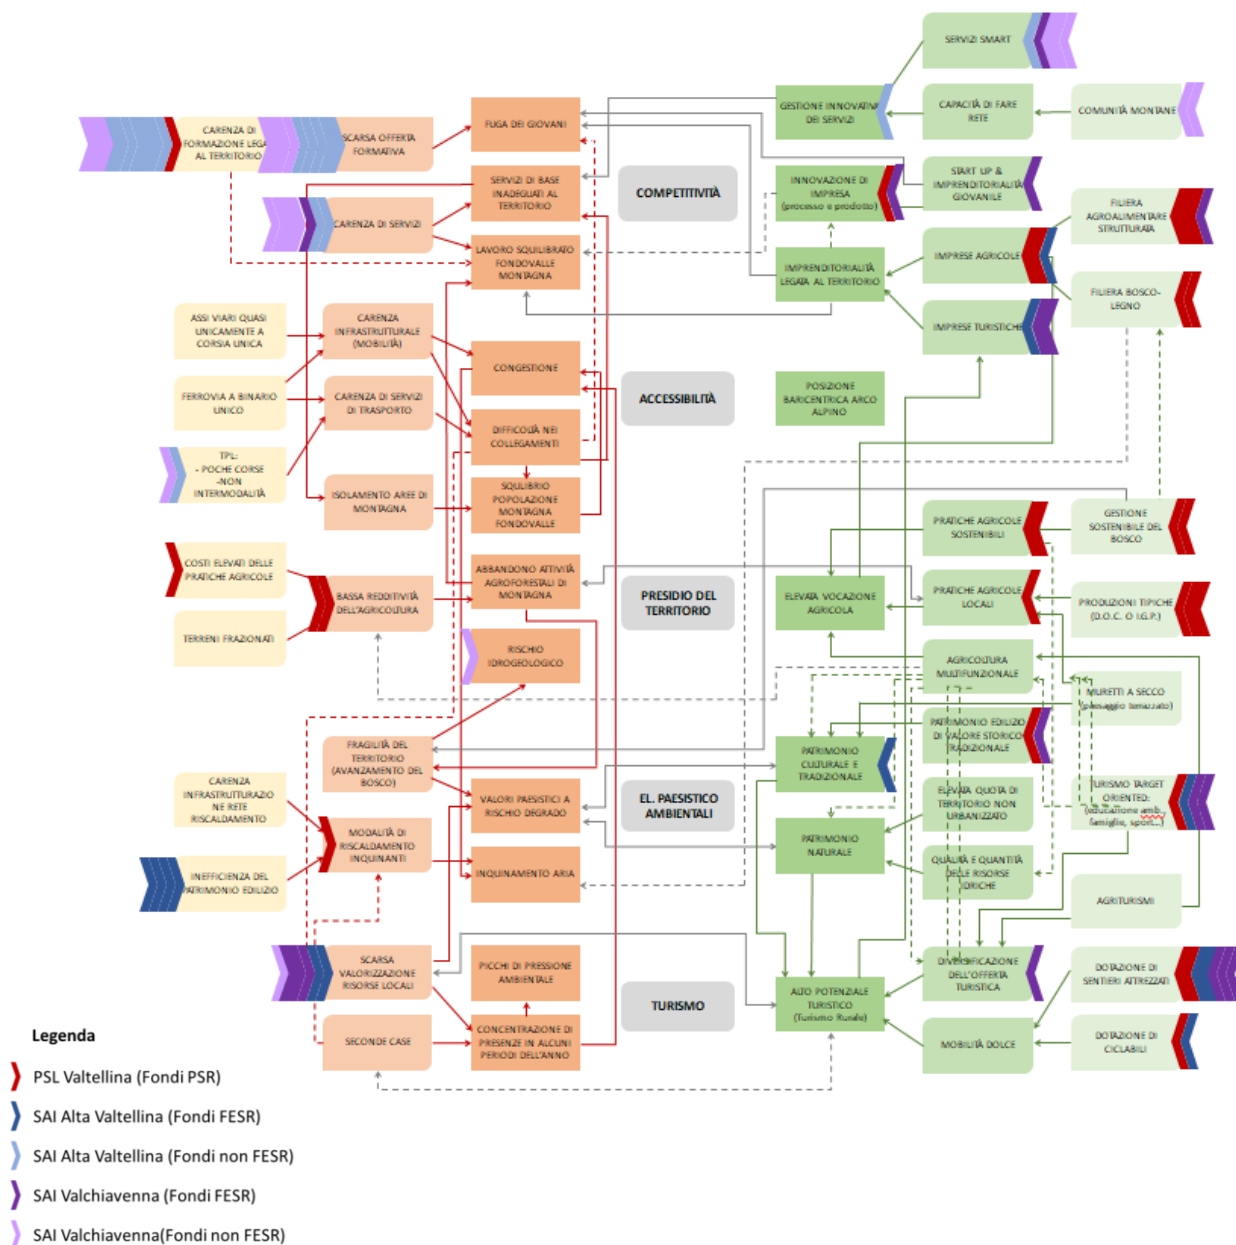 SERVIZI SMART
GESTIONE INNOVATIVA
DEI SERVIZI
CAPACITÀ DI FARE
RETE
COMUNITÀ MONTANE
CARENZA DI
FORMAZIONE LEGA
AL TERRITORIO
SCARSA OFFERTA
FORMATIVA
FUGA DEI GIOVANI
SERVIZI DI BASE
INADEGUATI AL
TERRITORIO
COMPETITIVITÀ
INNOVAZIONE DI
IMPRESA
(processo e prodotto)
START UP &
IMPRENDITORIALITÀ
GIOVANILE
FILIERA
AGROALIMENTARE
STRUTTURATA
CARENZA DI SERVIZI
LAVORO SQUILIBRATO
FONDOVALLE
MONTAGNA
IMPRENDITORIALITÀ
LEGATA AL TERRITORIO
IMPRESE AGRICOLE
FILIERA BOSCO-
LEGNO
ASSI VIARI QUASI
UNICAMENTE A
CORSIA UNICA
CARENZA
INFRASTRUTTURALE
(MOBILITÀ)
IMPRESE TURISTICHE
CONGESTIONE
FERROVIA A BINARIO
UNICO
CARENZA DI SERVIZI
DI TRASPORTO
ACCESSIBILITÀ
POSIZIONE
BARICENTRICA ARCO
ALPINO
DIFFICOLTÀ NEI
COLLEGAMENTI
TPL:
- POCHE CORSE
-NON
INTERMODALITÀ
ISOLAMENTO AREE DI
MONTAGNA
SQUILIBRIO
POPOLAZIONE
MONTAGNA
FONDOVALLE
PRATICHE AGRICOLE
SOSTENIBILI
GESTIONE
SOSTENIBILE DEL
BOSCO
COSTI ELEVATI DELLE
PRATICHE AGRICOLE
BASSA REDDITIVITÀ
DELL'AGRICOLTURA
ABBANDONO ATTIVITÀ
AGROFORESTALI DI
MONTAGNA
PRESIDIO DEL
TERRITORIO
ELEVATA VOCAZIONE
AGRICOLA
PRATICHE AGRICOLE
LOCALI
PRODUZIONI TIPICHE
(D.O.C. O I.G.P.)
TERRENI FRAZIONATI
RISCHIO
IDROGEOLOGICO
AGRICOLTURA
MULTIFUNZIONALE
MURETTI A SECCO
(paesaggio terrazzato)
FRAGILITÀ DEL
TERRITORIO
(AVANZAMENTO DEL
BOSCO)
PATRIMONIO
CULTURALE E
TRADIZIONALE
PATRIMONIO EDILIZIO
DI VALORE STORICO
TRADIZIONALE
CARENZA
INFRASTRUTTURAZIO
NE RETE
RISCALDAMENTO
VALORI PAESISTICI A
RISCHIO DEGRADO
EL. PAESISTICO
AMBIENTALI
ELEVATA QUOTA DI
TERRITORIO NON
URBANIZZATO
TURISMO TARGET
ORIENTED:
(educazione amb.,
famiglie, sport...)
MODALITÀ DI
RISCALDAMENTO
INQUINANTI
PATRIMONIO
NATURALE
INEFFICIENZA DEL
PATRIMONIO EDILIZIO
INQUINAMENTO ARIA
QUALITÀ E QUANTITÀ
DELLE RISORSE
IDRICHE
AGRITURISMI
SCARSA
VALORIZZAZIONE
RISORSE LOCALI
PICCHI DI PRESSIONE
AMBIENTALE
TURISMO
ALTO POTENZIALE
TURISTICO
(Turismo Rurale)
DIVERSIFICAZIONE
DELL'OFFERTA
TURISTICA
DOTAZIONE DI
SENTIERI ATTREZZATI
SECONDE CASE
CONCENTRAZIONE DI
PRESENZE IN ALCUNI
PERIODI DELL'ANNO
MOBILITÀ DOLCE
DOTAZIONE DI
CICLABILI
Legenda
PSL Valtellina (Fondi PSR)
SAI Alta Valtellina (Fondi FESR)
SAI Alta Valtellina (Fondi non FESR)
SAI Valchiavenna (Fondi FESR)
SAI Valchiavenna(Fondi non FESR)